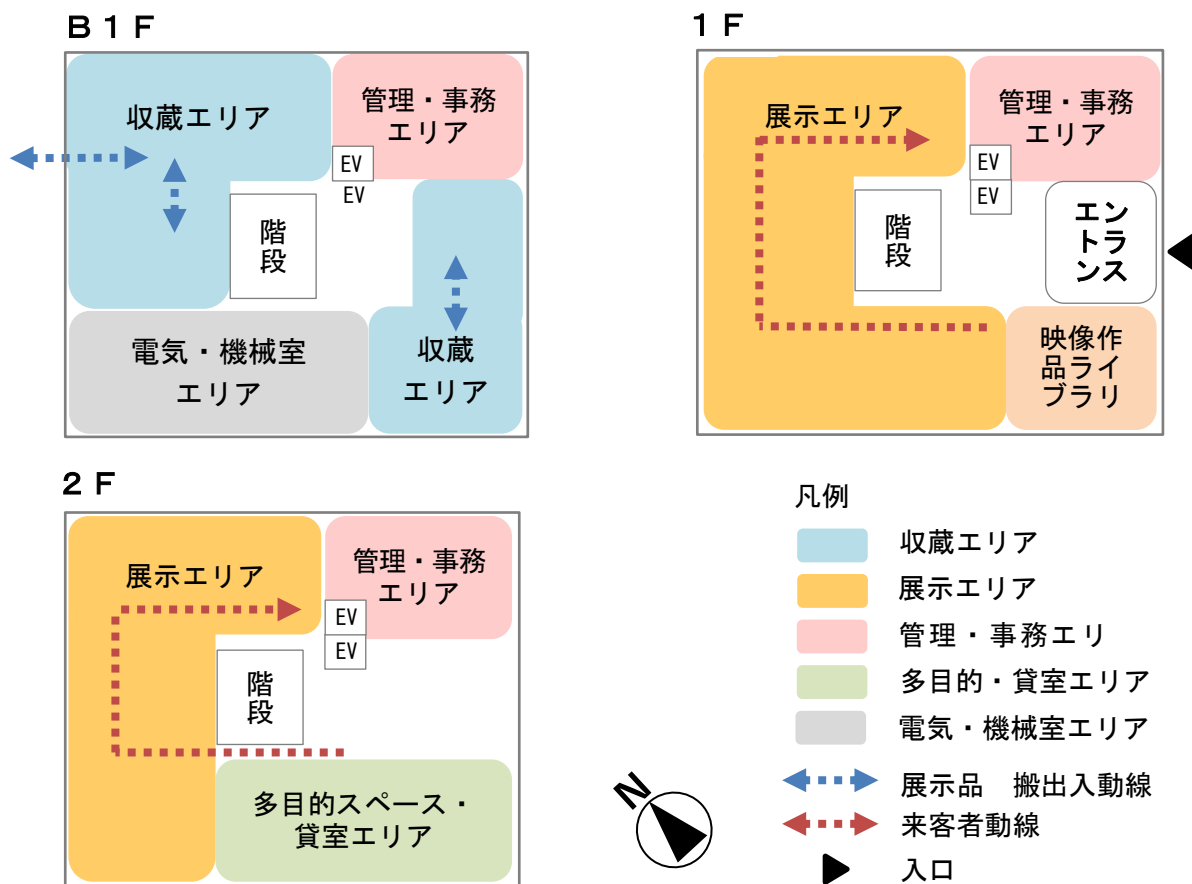 B1F
収蔵エリア
管理・事務
エリア
EV
EV
階
段
電気・機械室
エリア
収蔵
エリア
1F
展示エリア
管理・事務
エリア
EV
EV
階
段
エン
トラ
ンス
映像作
品ライ
ブラリ
2F
展示エリア
管理・事務
エリア
EV
EV
階
段
多目的スペース・
貸室エリア
凡例
収蔵エリア
展示エリア
管理・事務エリ
多目的・貸室エリア
電気・機械室エリア
展示品　搬出入動線
来客者動線
入口
N